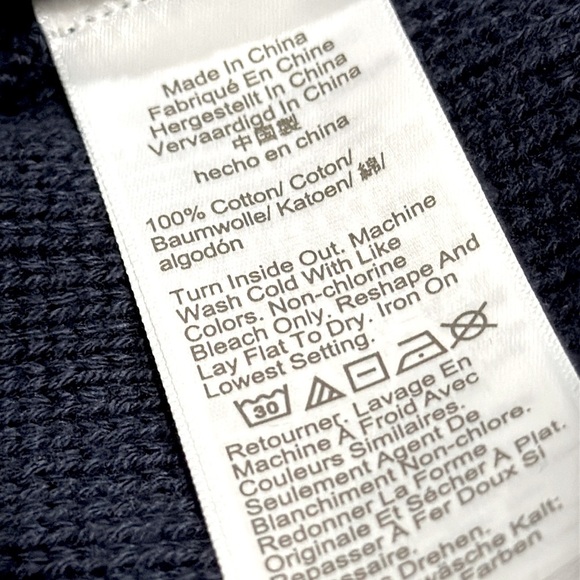 Made In China
Fabriqué En Chine
Hergestellt In China
Vervaardigd In China
中國製
hecho en china
100% Cotton/ Coton/
Baumwolle/ Katoen/ 綿/
algodón
Turn Inside Out. Machine
Wash Cold With Like
Colors. Non-chlorine
Bleach Only. Reshape And
Lay Flat To Dry. Iron On
Lowest Setting.
30
Retourner. Lavage En
Machine À Froid Avec
Couleurs Similaires.
Seulement Agent De
Blanchiment Non-chlore.
Redonner La Forme
Originale Et Sécher À Plat.
Repasser À Fer Doux Si
Drehen.
Kalt;
Farben